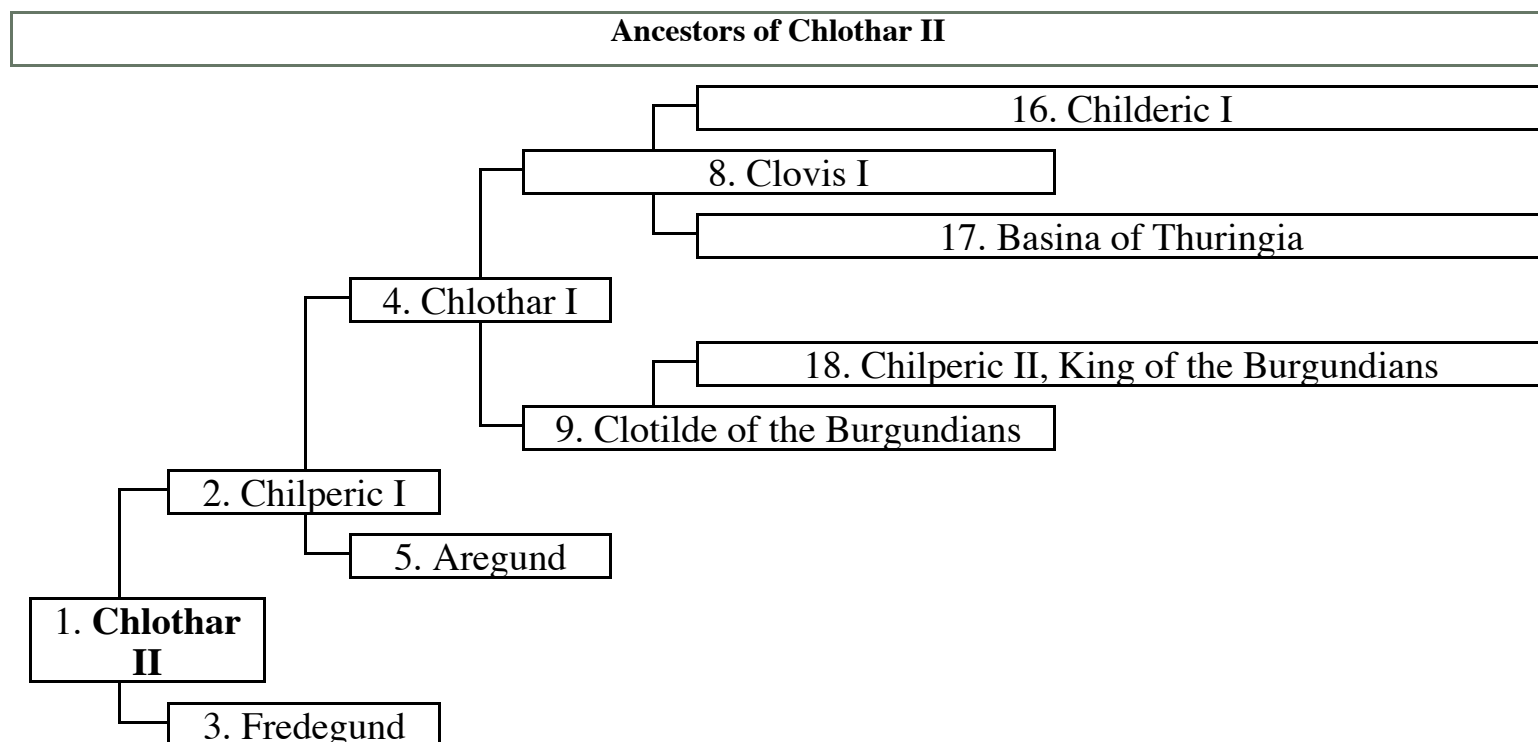 Ancestors of Chlothar II
16. Childeric I
8. Clovis I
17. Basina of Thuringia
4. Chlothar I
18. Chilperic II, King of the Burgundians
9. Clotilde of the Burgundians
2. Chilperic I
5. Aregund
1. Chlothar
II
3. Fredegund